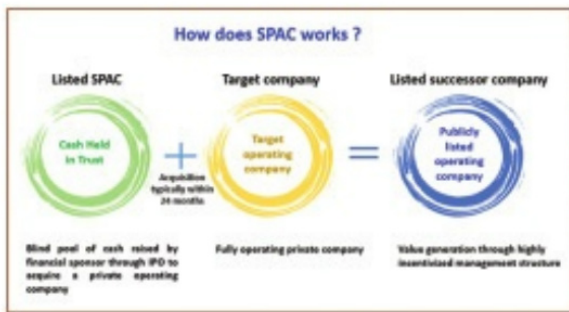 How does SPAC works ?
Listed SPAC
Target company
Listed successor company
Cash Held
in Trust
Acquisition
typically within
24 months
Target
operating
company
Publicly
listed
operating
company
Blind pool of cash raised by
financial sponsor through IPO to
acquire a private operating
company
Fully operating private company
Value generation through highly
incentivized management structure